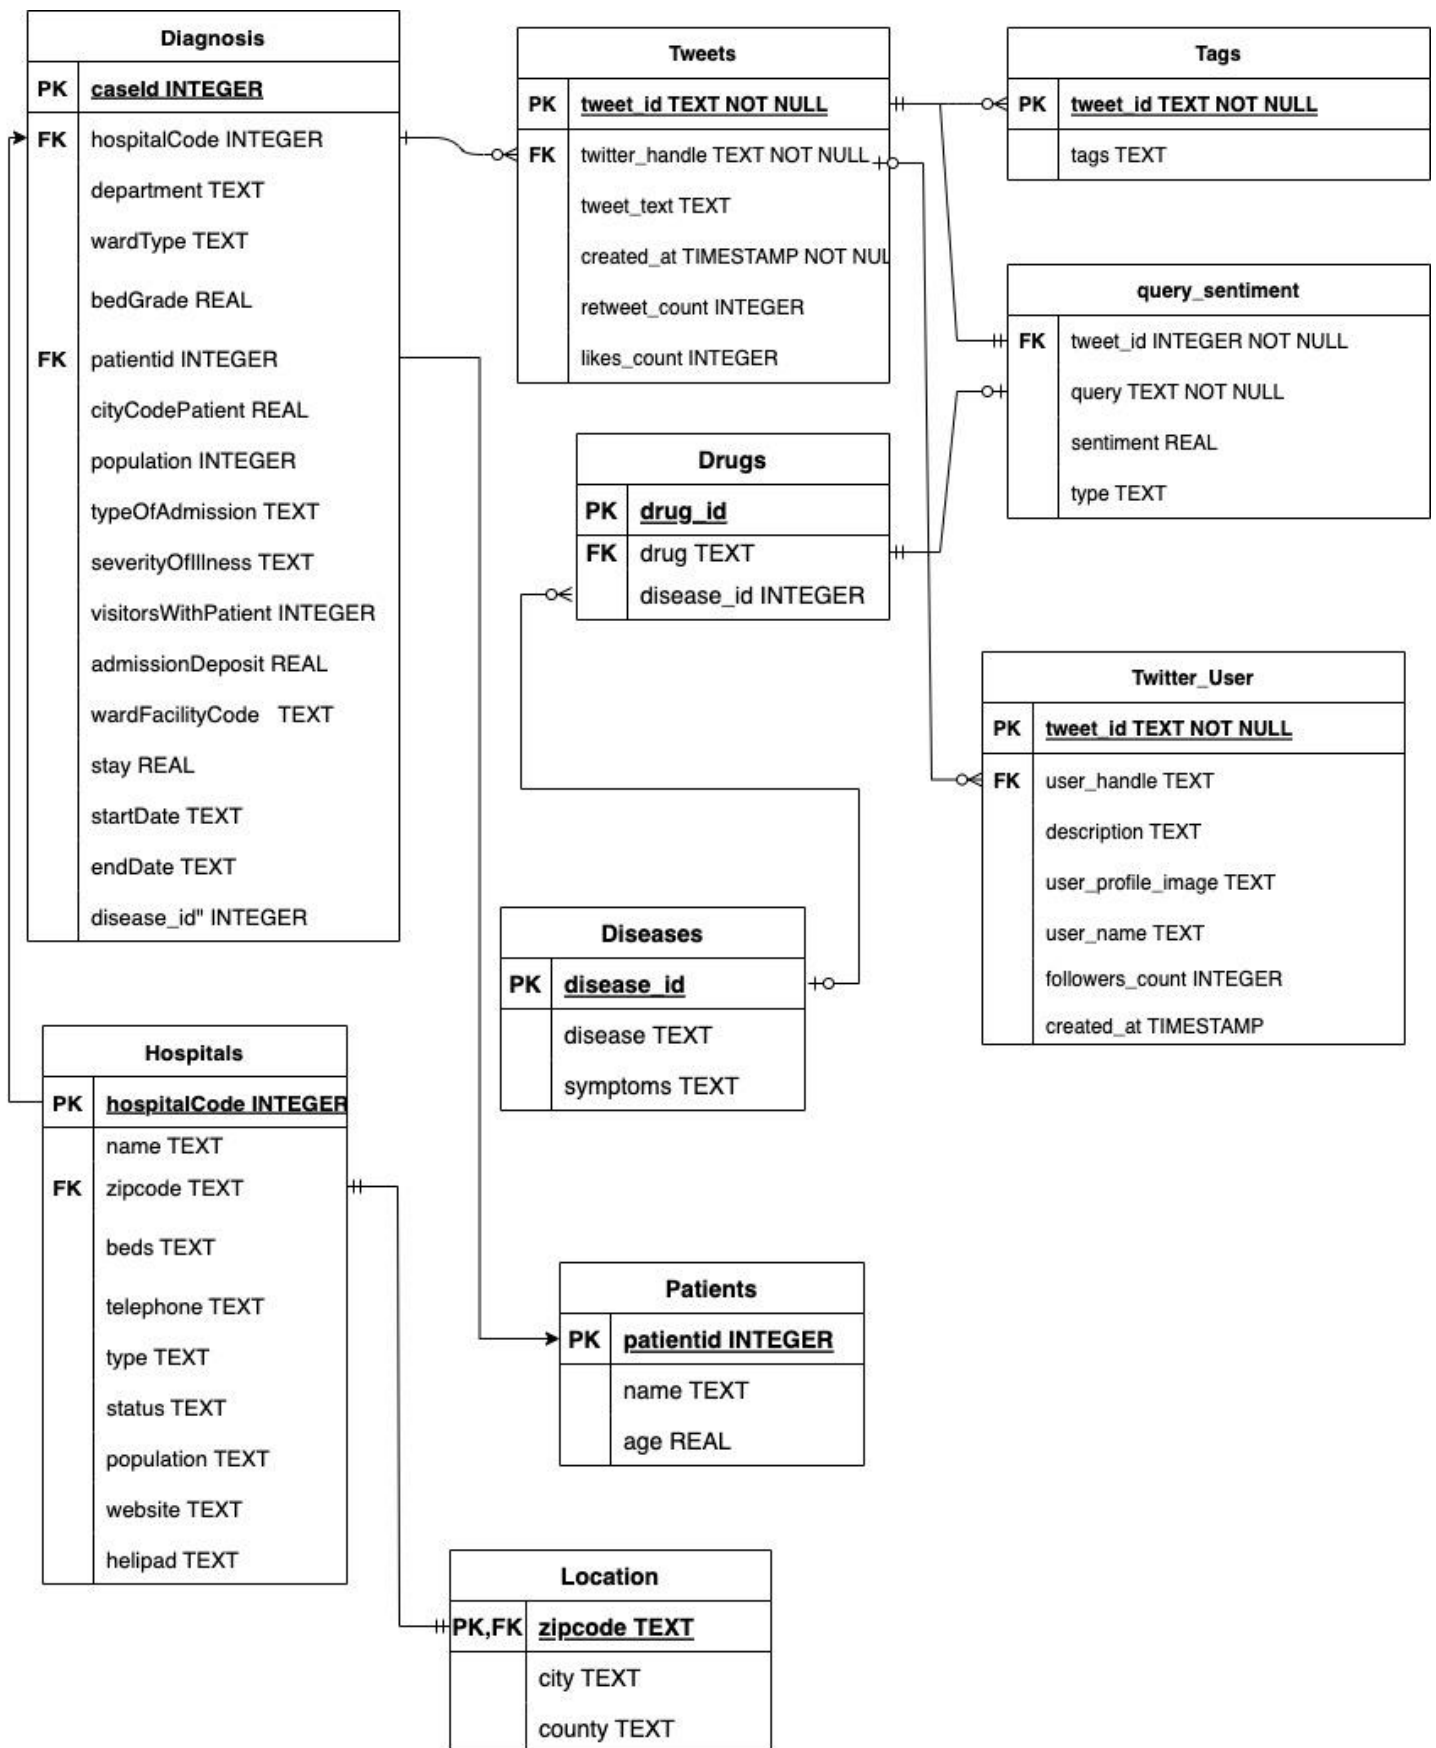 Diagnosis
PK caseId INTEGER
FK hospitalCode INTEGER
department TEXT
wardType TEXT
bedGrade REAL
FK patientid INTEGER
cityCodePatient REAL
population INTEGER
typeOfAdmission TEXT
severityOfIllness TEXT
visitorsWithPatient INTEGER
admissionDeposit REAL
wardFacilityCode TEXT
stay REAL
startDate TEXT
endDate TEXT
disease_id" INTEGER
Tweets
PK tweet_id TEXT NOT NULL
FK twitter_handle TEXT NOT NULL
tweet_text TEXT
created_at TIMESTAMP NOT NUL
retweet_count INTEGER
likes_count INTEGER
Tags
PK tweet_id TEXT NOT NULL
tags TEXT
query_sentiment
FK tweet_id INTEGER NOT NULL
query TEXT NOT NULL
sentiment REAL
type TEXT
Drugs
PK drug_id
FK drug TEXT
disease_id INTEGER
Twitter_User
PK tweet_id TEXT NOT NULL
FK user_handle TEXT
description TEXT
user_profile_image TEXT
user_name TEXT
followers_count INTEGER
created_at TIMESTAMP
Diseases
PK disease_id
disease TEXT
symptoms TEXT
Hospitals
PK hospitalCode INTEGER
name TEXT
FK zipcode TEXT
beds TEXT
telephone TEXT
type TEXT
status TEXT
population TEXT
website TEXT
helipad TEXT
Patients
PK patientid INTEGER
name TEXT
age REAL
Location
PK,FK zipcode TEXT
city TEXT
county TEXT